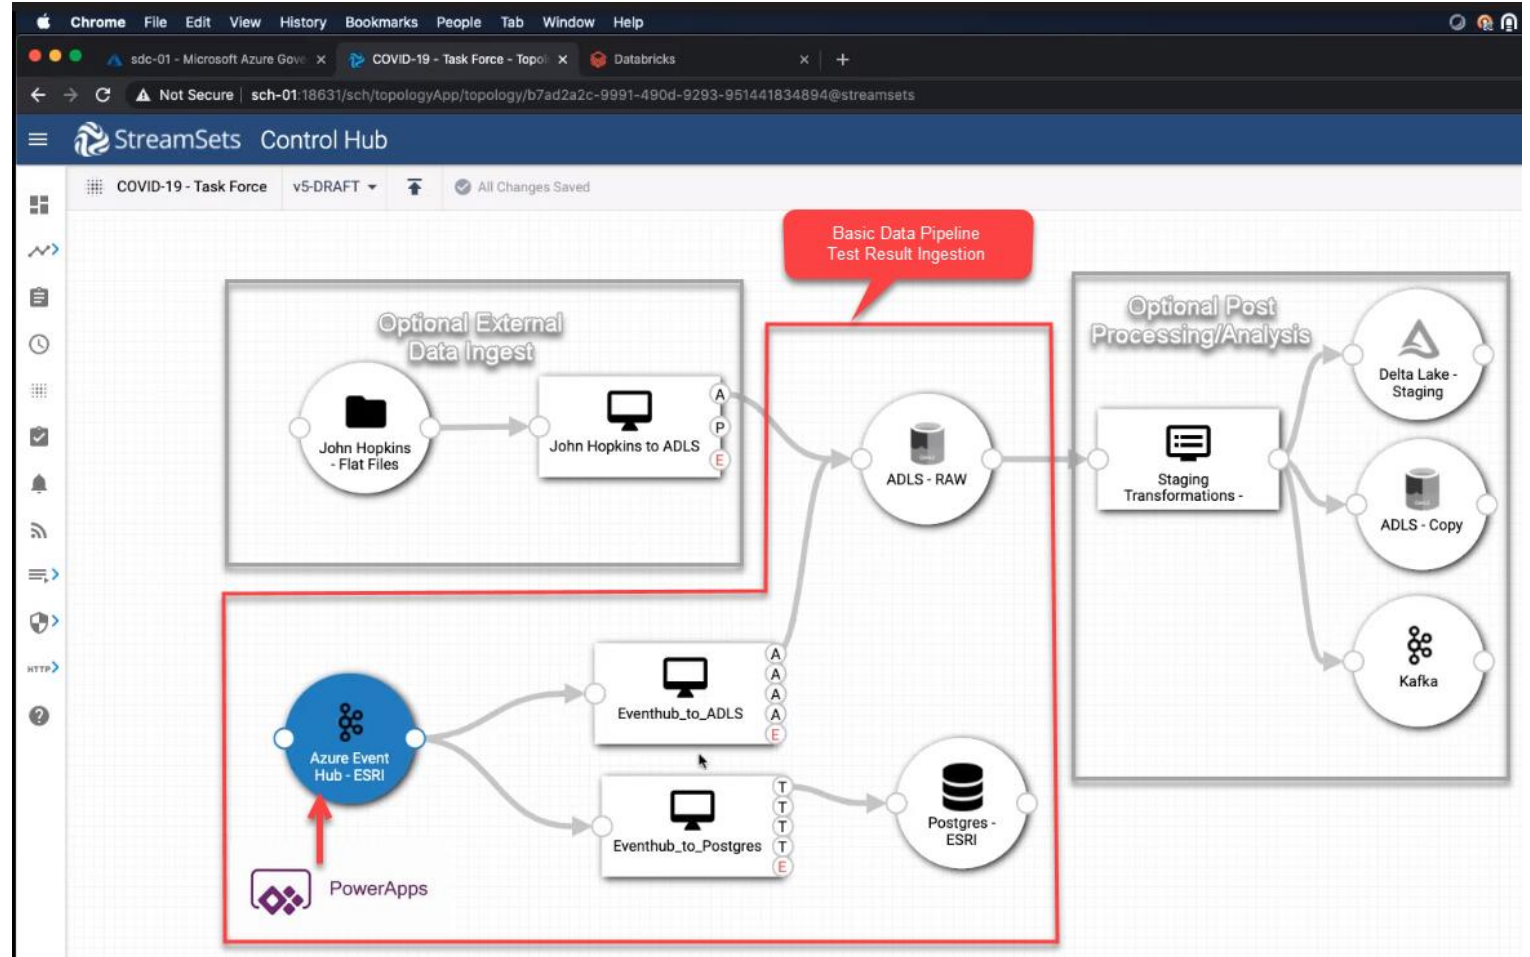 Chrome File Edit View History Bookmarks People Tab Window Help
sdc-01 - Microsoft Azure Gove
COVID-19 - Task Force - Topol
Databricks
Not Secure | sch-01:18631/sch/topologyApp/topology/b7ad2a2c-9991-490d-9293-951441834894@streamsets
StreamSets Control Hub
COVID-19 - Task Force
v5-DRAFT
All Changes Saved
Basic Data Pipeline
Test Result Ingestion
Optional External
Data Ingest
John Hopkins
- Flat Files
John Hopkins to ADLS
A
P
E
ADLS - RAW
Optional Post
Processing/Analysis
Staging
Transformations -
Delta Lake -
Staging
ADLS - Copy
Kafka
HTTP
Azure Event
Hub - ESRI
Eventhub_to_ADLS
A
A
A
A
E
Eventhub_to_Postgres
T
T
T
T
E
Postgres -
ESRI
PowerApps